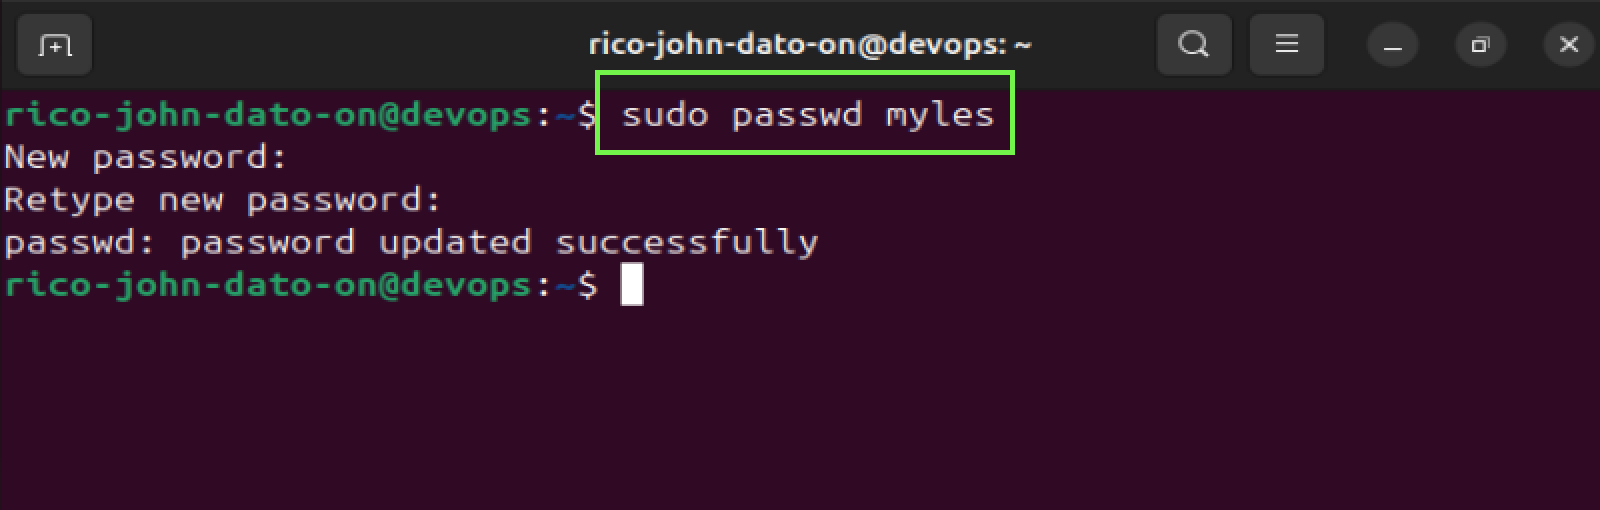 rico-john-dato-on@devops: ~
rico-john-dato-on@devops:~$ sudo passwd myles
New password:
Retype new password:
passwd: password updated successfully
rico-john-dato-on@devops:~$